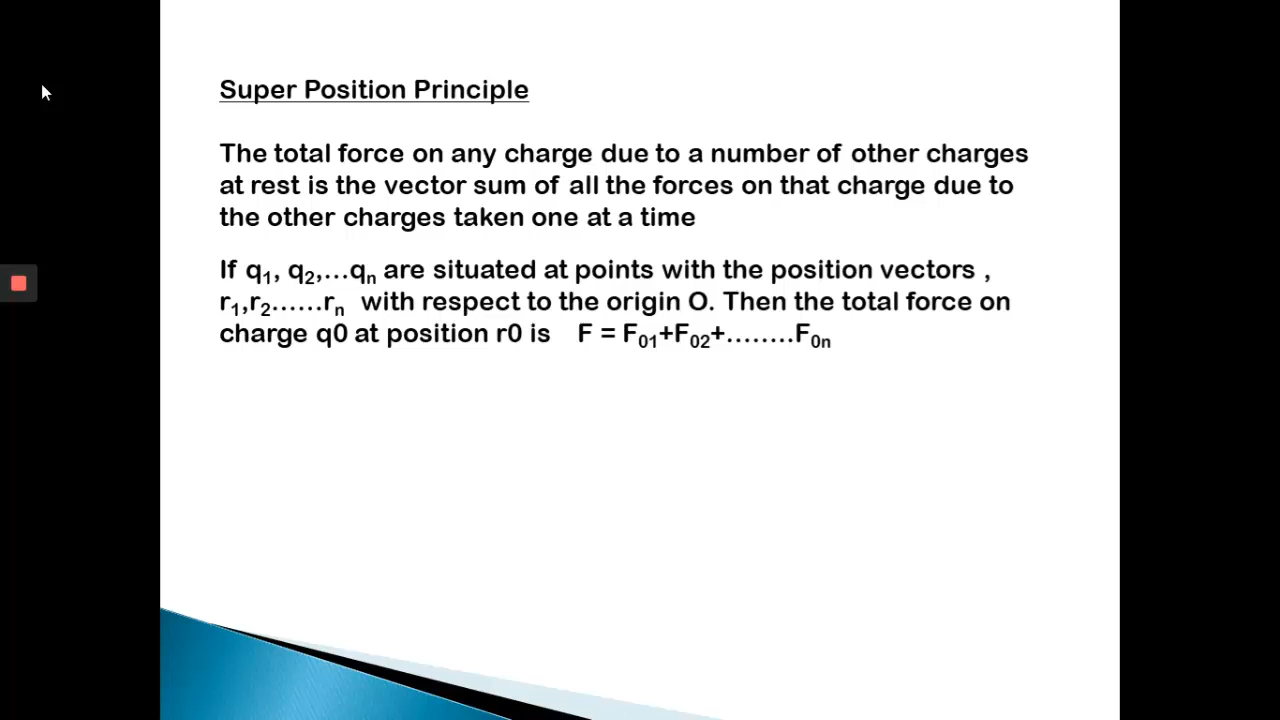 Super Position Principle
The total force on any charge due to a number of other charges
at rest is the vector sum of all the forces on that charge due to
the other charges taken one at a time
If q₁, q₂,...qₙ are situated at points with the position vectors ,
r₁,r₂......rₙ with respect to the origin O. Then the total force on
charge q0 at position r0 is F = F₀₁+F₀₂+........F₀ₙ